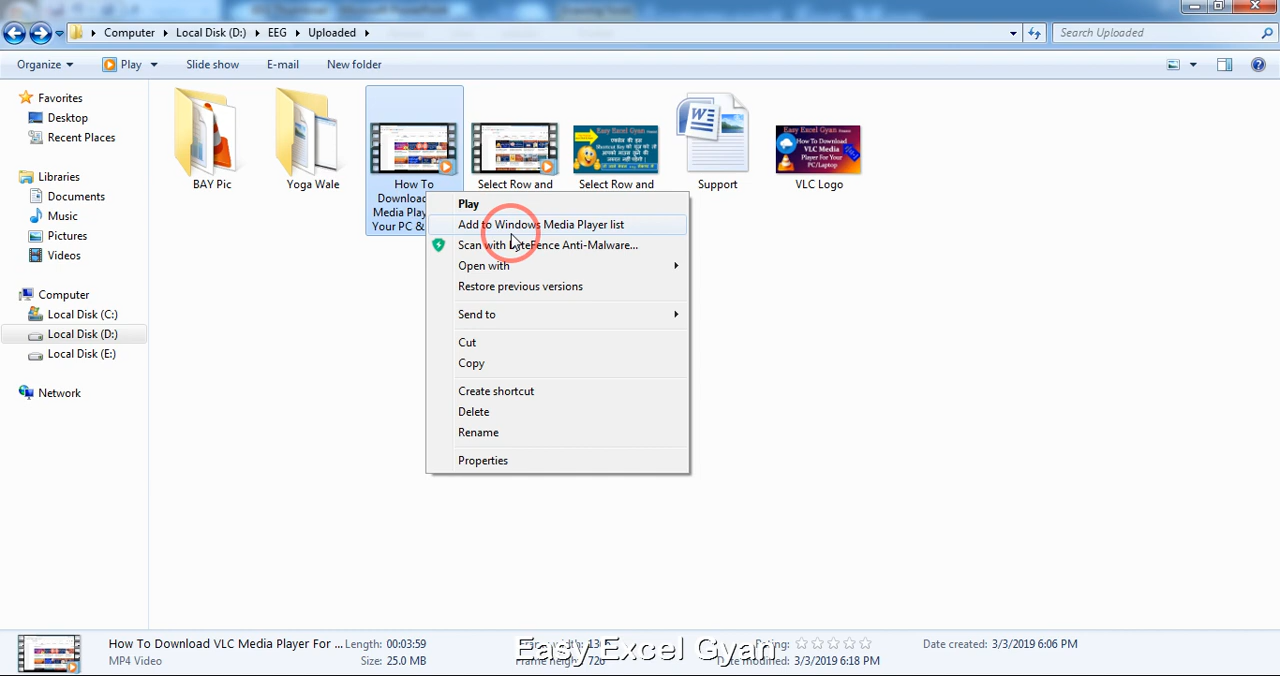 Computer Local Disk (D:) EEG Uploaded
Search Uploaded
Organize Play Slide show E-mail New folder
Favorites
Desktop
Recent Places
Libraries
Documents
Music
Pictures
Videos
Computer
Local Disk (C:)
Local Disk (D:)
Local Disk (E:)
Network
BAY Pic
Yoga Wale
How To
Download
Media Play
Your PC &
Select Row and
Easy Excel Gyan
Select Row and
Support
Easy Excel Gyan
How To Download
VLC Media
Player For Your
PC/Laptop
VLC Logo
Play
Add to Windows Media Player list
Scan with ByteFence Anti-Malware...
Open with
Restore previous versions
Send to
Cut
Copy
Create shortcut
Delete
Rename
Properties
How To Download VLC Media Player For ...
MP4 Video
Length: 00:03:59
Size: 25.0 MB
Rating:
Date modified: 3/3/2019 6:18 PM
Date created: 3/3/2019 6:06 PM
Easy Excel Gyan